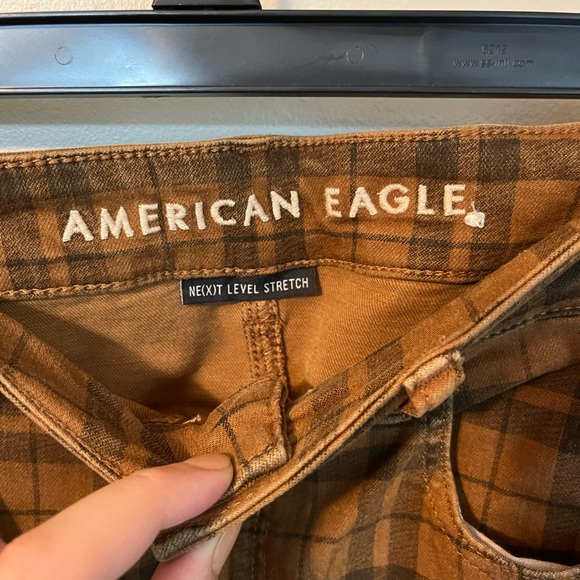 AMERICAN EAGLE
NE(X)T LEVEL STRETCH